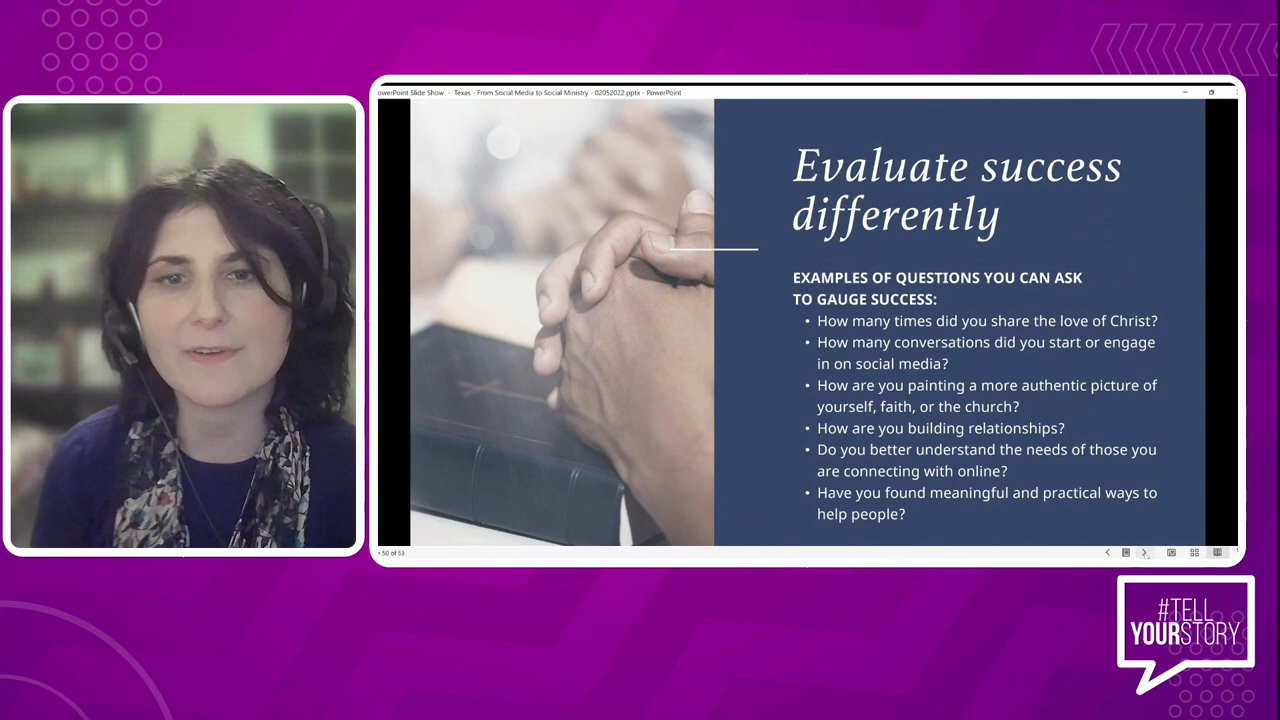 owerPoint Slide Show - Texas - From Social Media to Social Ministry - 02052022.pptx - PowerPoint
Evaluate success
differently
EXAMPLES OF QUESTIONS YOU CAN ASK
TO GAUGE SUCCESS:
• How many times did you share the love of Christ?
• How many conversations did you start or engage
in on social media?
• How are you painting a more authentic picture of
yourself, faith, or the church?
• How are you building relationships?
• Do you better understand the needs of those you
are connecting with online?
• Have you found meaningful and practical ways to
help people?
50 of 53
#TELL
YOURSTORY